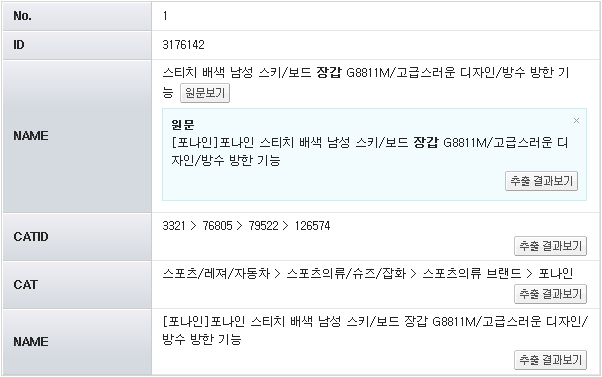 No. 1
ID 3176142
NAME 스티치 배색 남성 스키/보드 장갑 G8811M/고급스러운 디자인/방수 방한 기
능 원문보기
원문 ×
[포나인]포나인 스티치 배색 남성 스키/보드 장갑 G8811M/고급스러운 디
자인/방수 방한 기능
추출 결과보기
CATID 3321 > 76805 > 79522 > 126574
추출 결과보기
CAT 스포츠/레져/자동차 > 스포츠의류/슈즈/잡화 > 스포츠의류 브랜드 > 포나인
추출 결과보기
NAME [포나인]포나인 스티치 배색 남성 스키/보드 장갑 G8811M/고급스러운 디자인/
방수 방한 기능
추출 결과보기